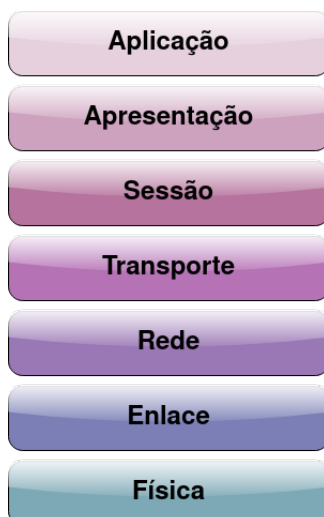 Aplicação
Apresentação
Sessão
Transporte
Rede
Enlace
Física